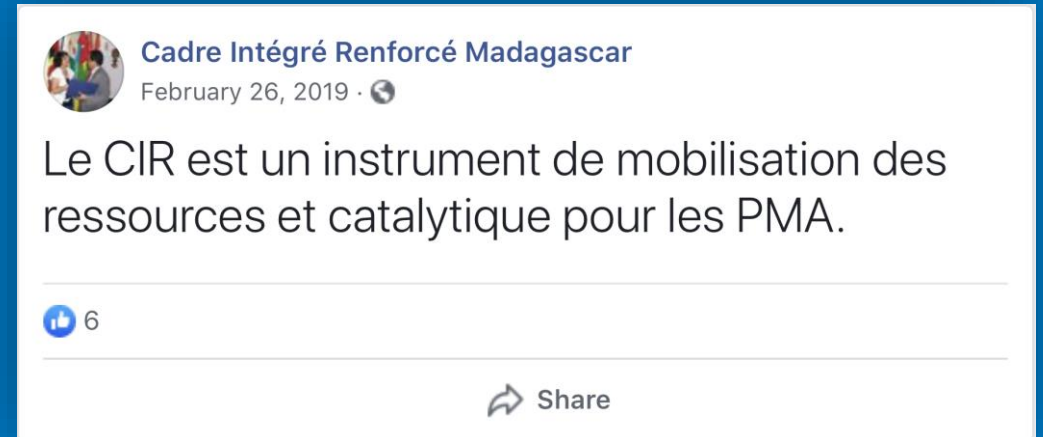 Cadre Intégré Renforcé Madagascar
February 26, 2019 ·
Le CIR est un instrument de mobilisation des
ressources et catalytique pour les PMA.
6
Share